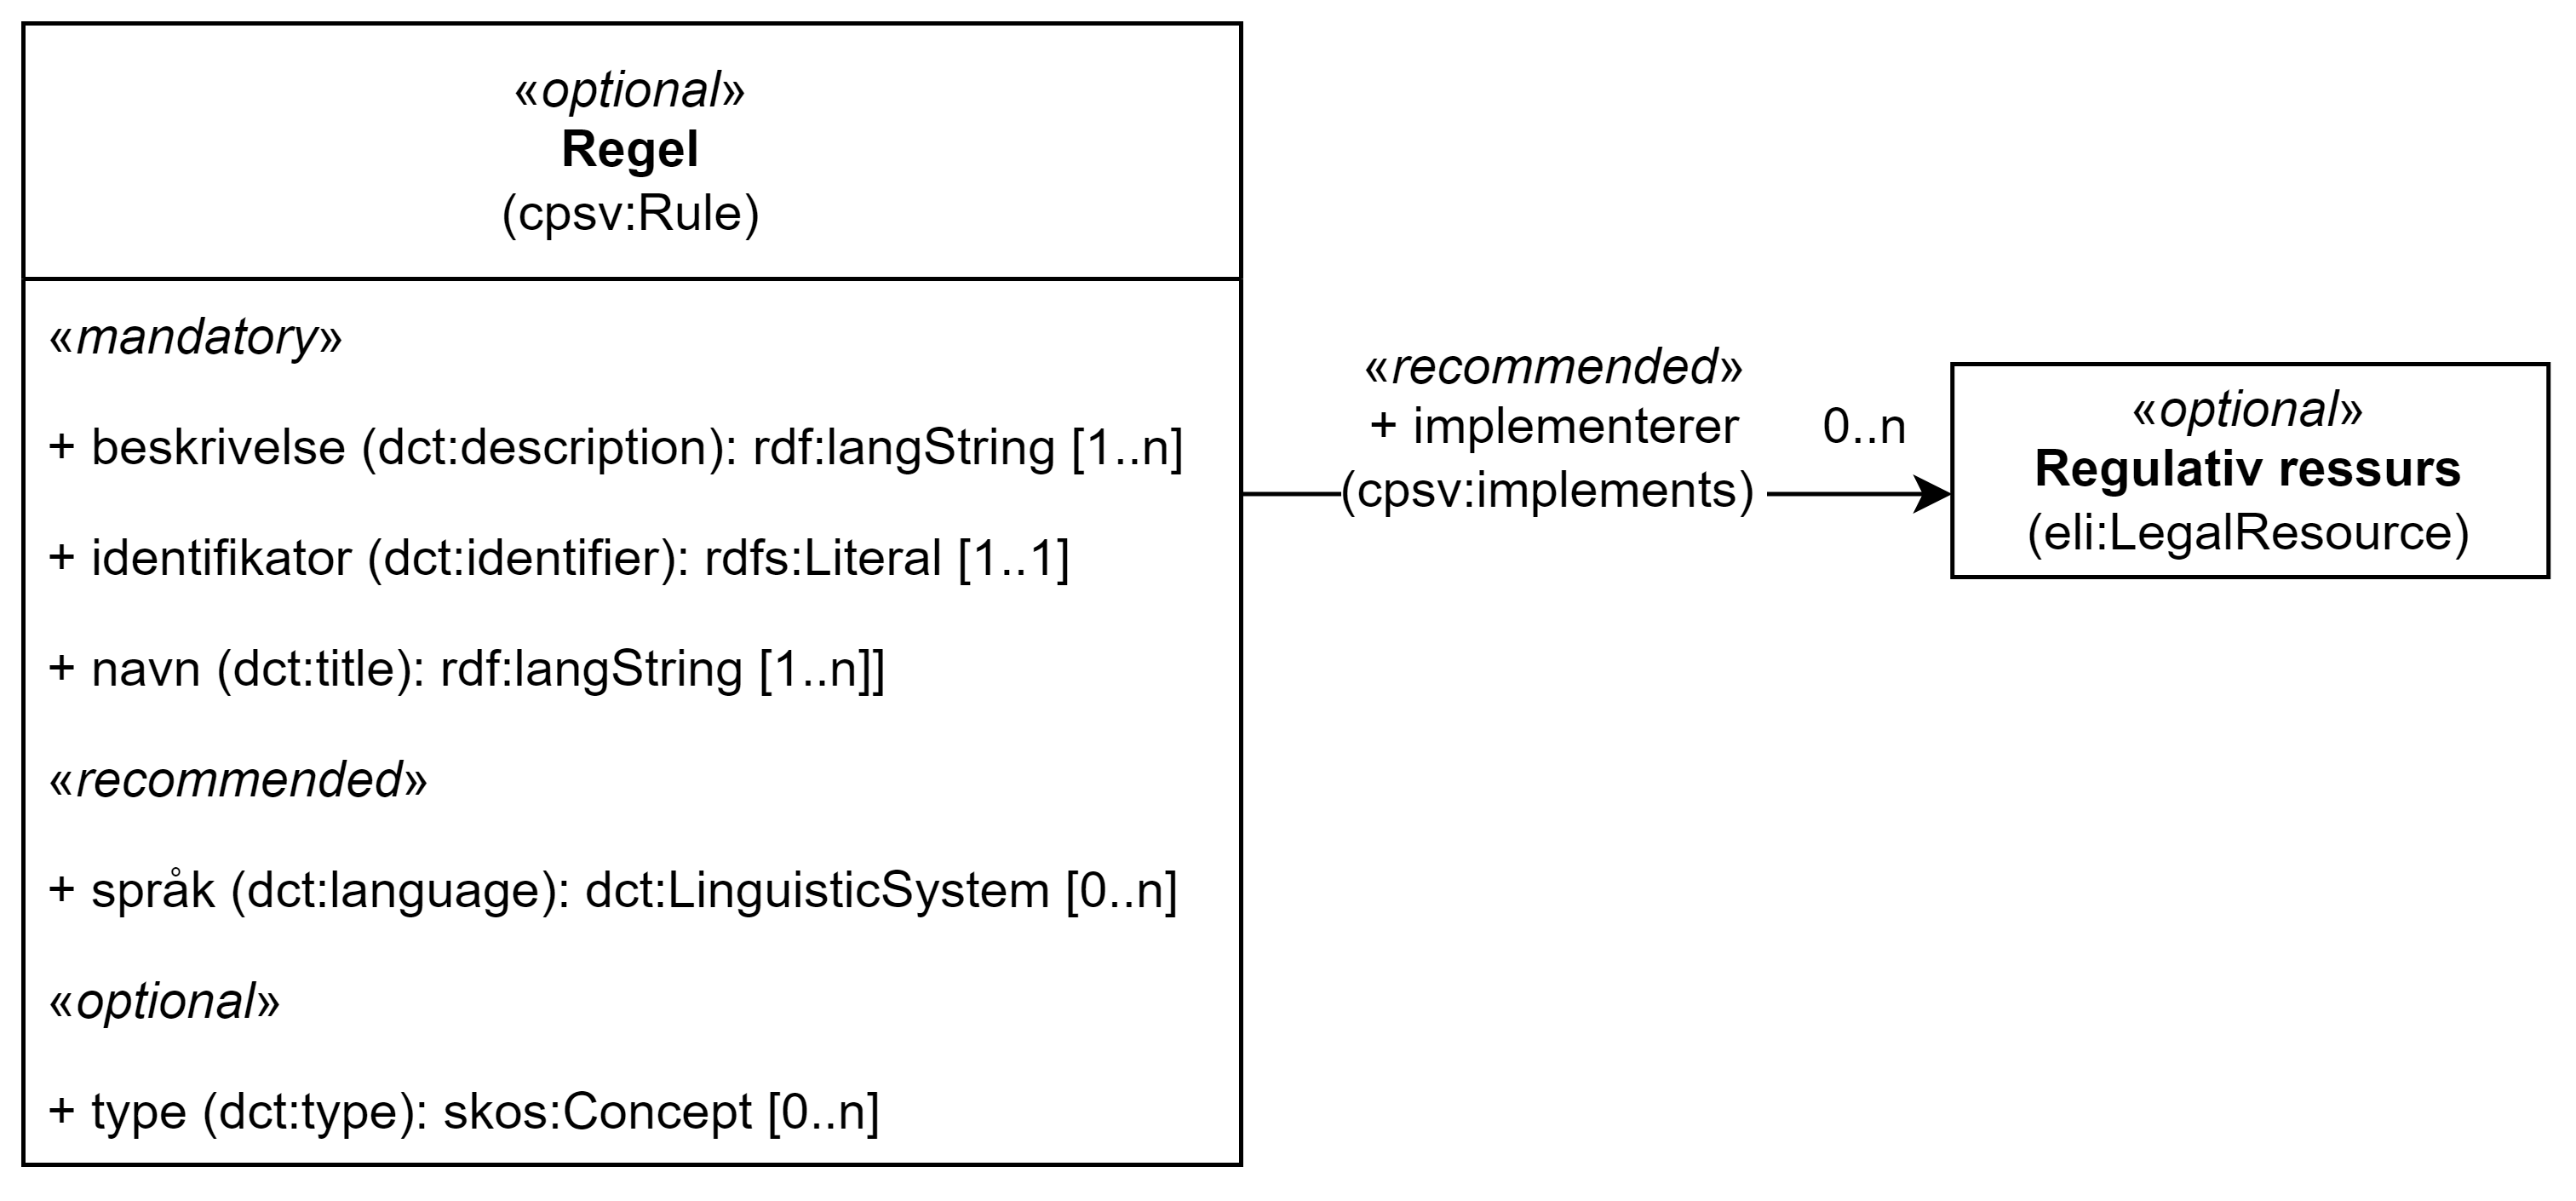 «optional»
Regel
(cpsv:Rule)
«mandatory»
+ beskrivelse (dct:description): rdf:langString [1..n]
+ identifikator (dct:identifier): rdfs:Literal [1..1]
+ navn (dct:title): rdf:langString [1..n]]
«recommended»
+ språk (dct:language): dct:LinguisticSystem [0..n]
«optional»
+ type (dct:type): skos:Concept [0..n]
«recommended»
+ implementerer
(cpsv:implements)
0..n
«optional»
Regulativ ressurs
(eli:LegalResource)